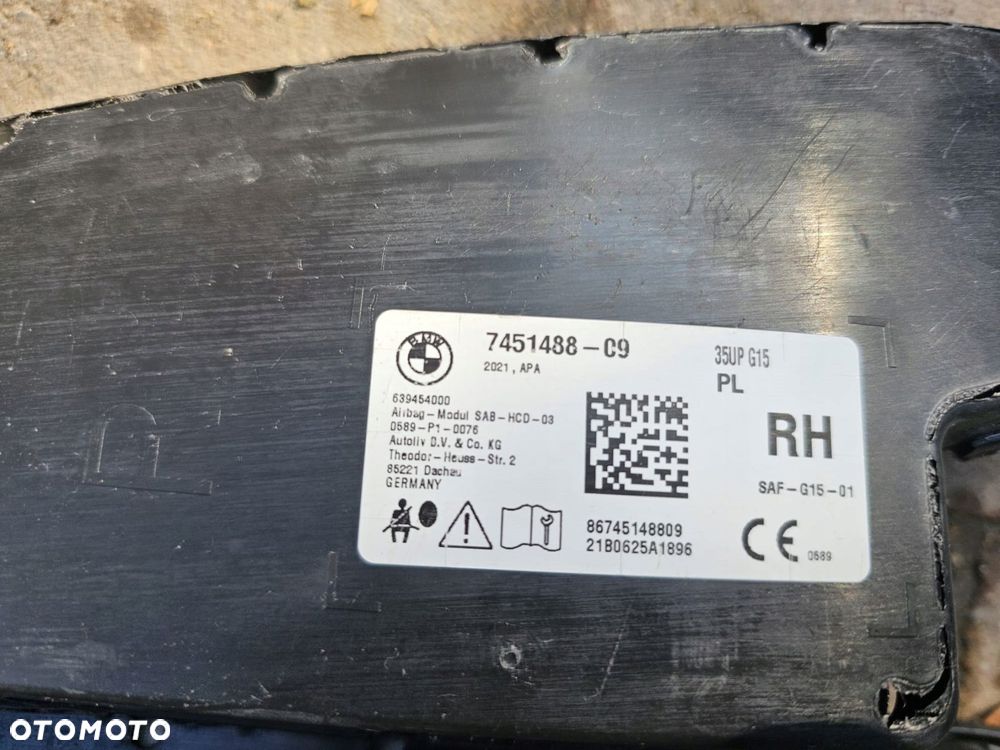 BMW
7451488-09
2021, APA
35UP G15
PL
639454000
Airbag-Modul SAB-HCD-03
0589-P1-0076
Autoliv B.V. & Co. KG
Theodor-Heuss-Str. 2
85221 Dachau
GERMANY
RH
SAF-G15-01
86745148809
21B0625A1896
CE 0589
OTOMOTO